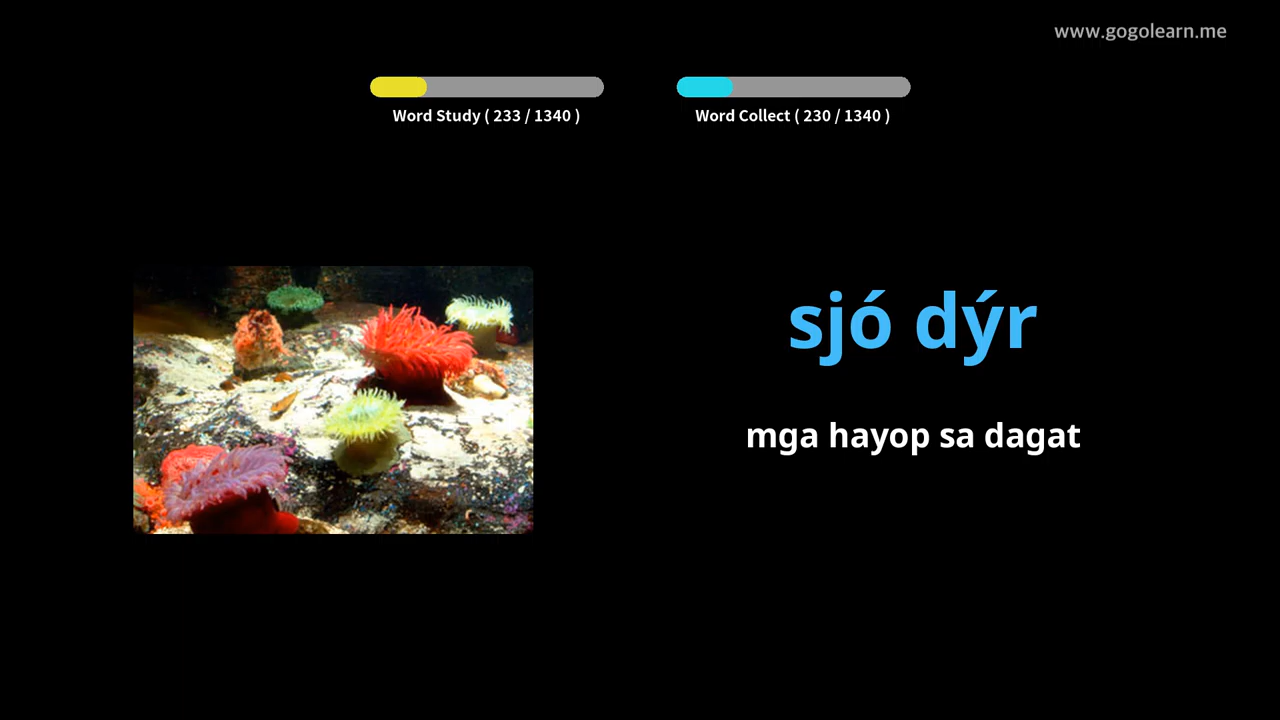 www.gogolearn.me
Word Study ( 233 / 1340 )
Word Collect ( 230 / 1340 )
sjó dýr
mga hayop sa dagat